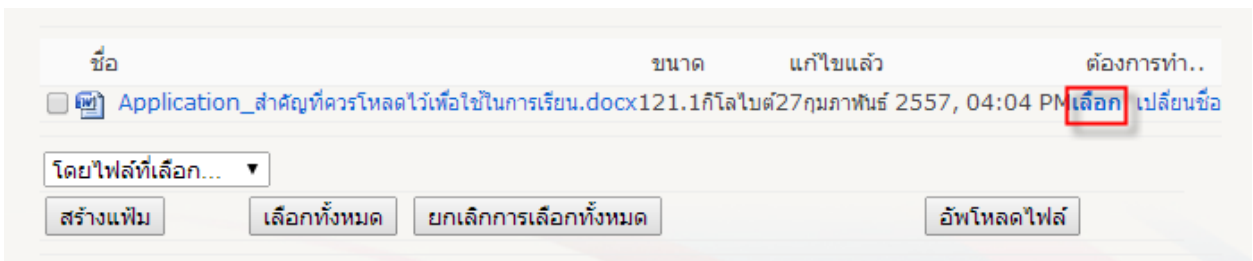 ชื่อ ขนาด แก้ไขแล้ว ต้องการทำ..
Application_สำคัญที่ควรโหลดไว้เพื่อใช้ในการเรียน.docx 121.1กิโลไบต์ 27กุมภาพันธ์ 2557, 04:04 PM เลือก เปลี่ยนชื่อ
โดยไฟล์ที่เลือก...
สร้างแฟ้ม เลือกทั้งหมด ยกเลิกการเลือกทั้งหมด อัพโหลดไฟล์